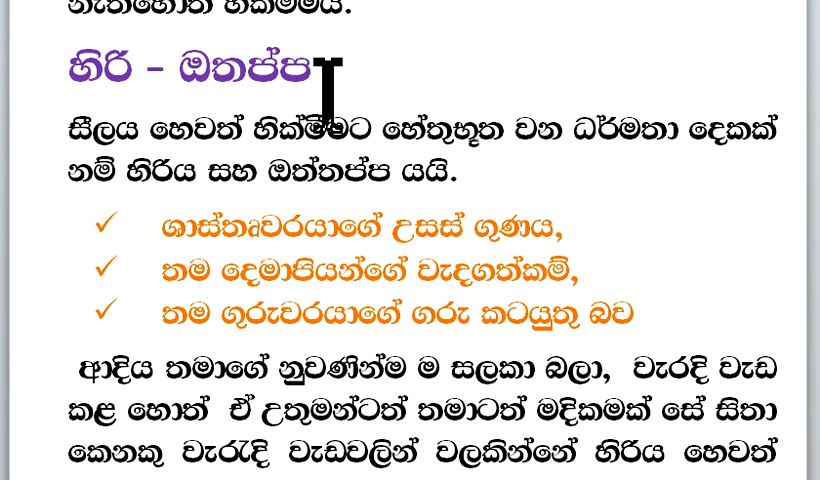 නැතහොත් හික්මීමයි.
හිරි – ඔතප්ප
සීලය හෙවත් හික්මීමට හේතුභූත වන ධර්මතා දෙකක්
නම් හිරිය සහ ඔත්තප්ප යයි.
✓ ශාස්තෘවරයාගේ උසස් ගුණය,
✓ තම දෙමාපියන්ගේ වැදගත්කම්,
✓ තම ගුරුවරයාගේ ගරු කටයුතු බව
ආදිය තමාගේ නුවණින්ම ම සලකා බලා, වැරදි වැඩ
කළ හොත් ඒ උතුමන්ටත් තමාටත් මදිකමක් සේ සිතා
කෙනකු වැරැදි වැඩවලින් වලකින්නේ හිරිය හෙවත්